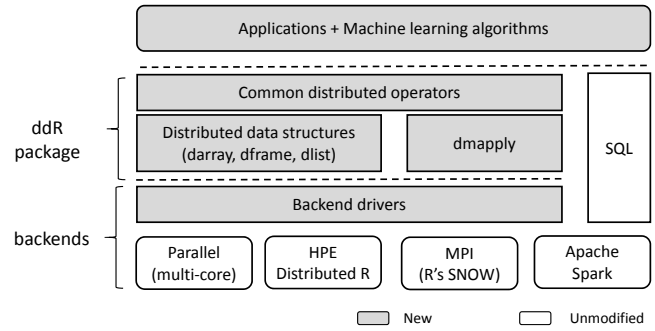 Applications + Machine learning algorithms
ddR
package
Common distributed operators
Distributed data structures
(darray, dframe, dlist)
dmapply
SQL
backends
Backend drivers
Parallel
(multi-core)
HPE
Distributed R
MPI
(R's SNOW)
Apache
Spark
New
Unmodified